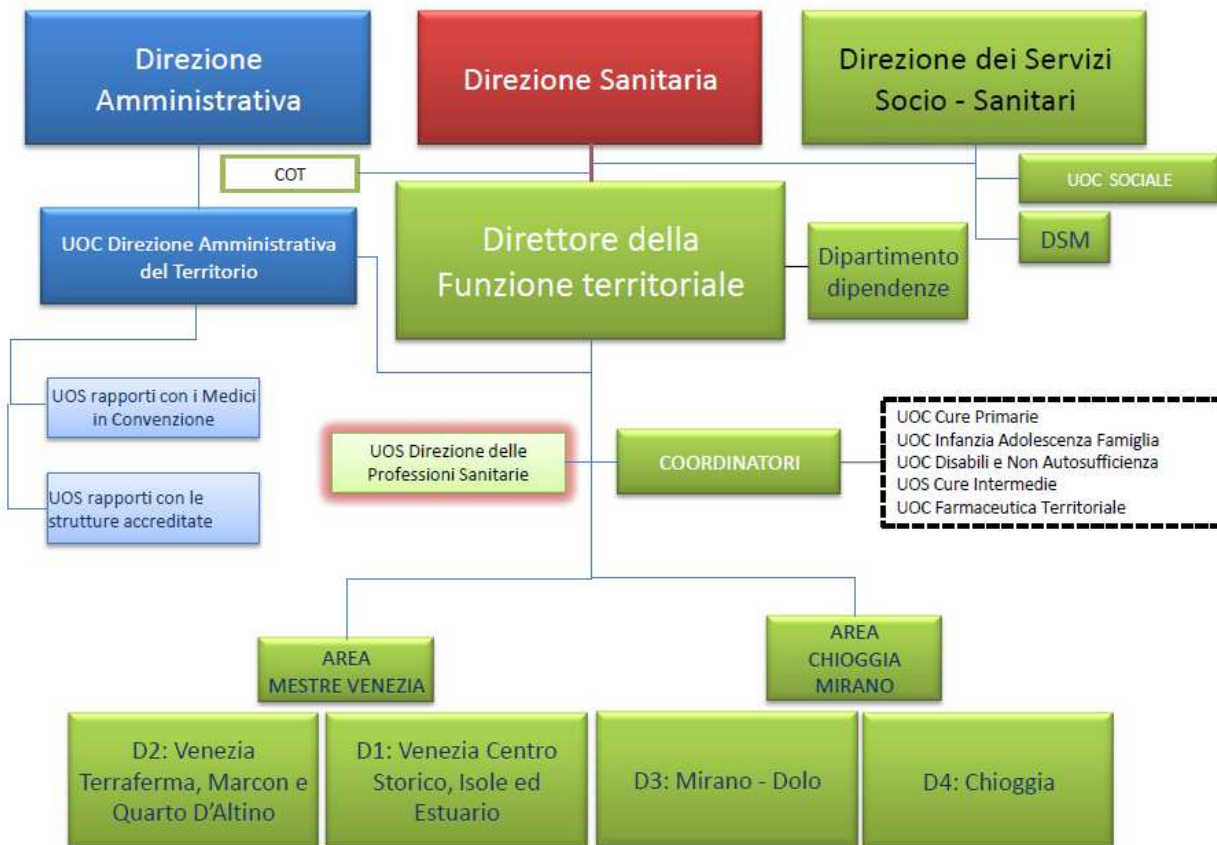 Direzione
Amministrativa
Direzione Sanitaria
Direzione dei Servizi
Socio - Sanitari
COT
UOC SOCIALE
UOC Direzione Amministrativa
del Territorio
Direttore della
Funzione territoriale
Dipartimento
dipendenze
DSM
UOS rapporti con i Medici
in Convenzione
UOS rapporti con le
strutture accreditate
UOS Direzione delle
Professioni Sanitarie
COORDINATORI
UOC Cure Primarie
UOC Infanzia Adolescenza Famiglia
UOC Disabili e Non Autosufficienza
UOS Cure Intermedie
UOC Farmaceutica Territoriale
AREA
MESTRE VENEZIA
AREA
CHIOGGIA
MIRANO
D2: Venezia
Terraferma, Marcon e
Quarto D’Altino
D1: Venezia Centro
Storico, Isole ed
Estuario
D3: Mirano - Dolo
D4: Chioggia